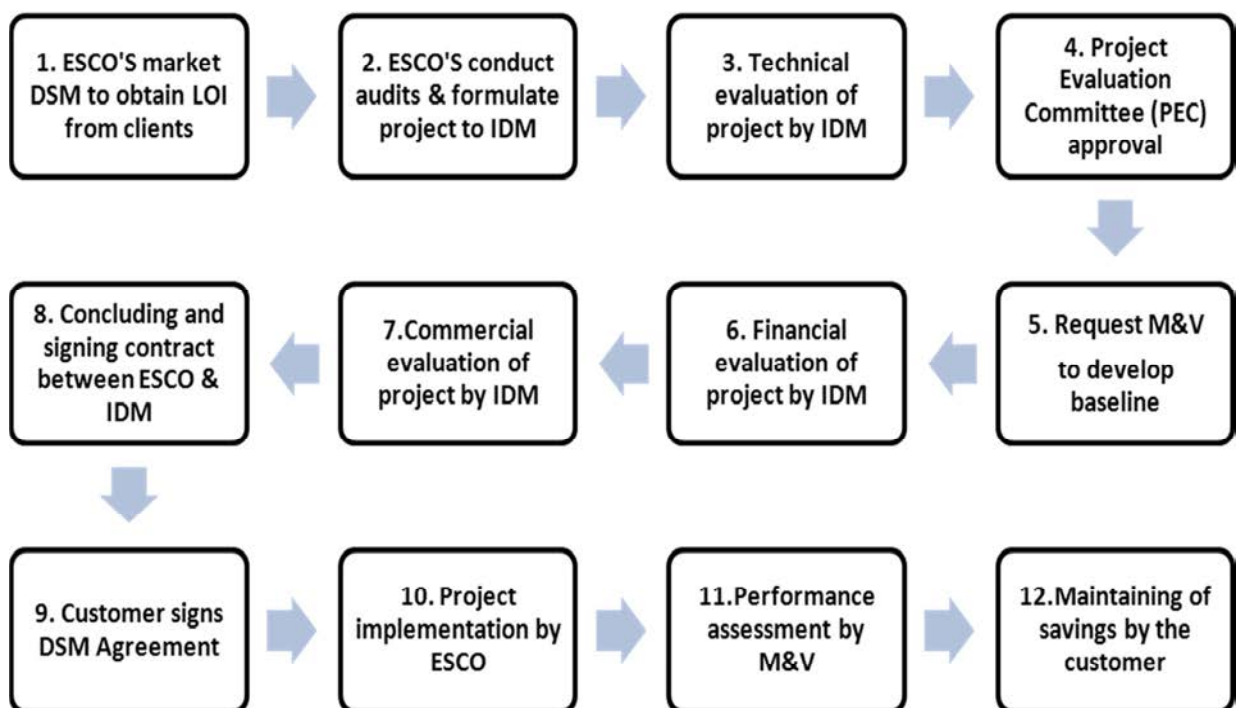 1. ESCO'S market
DSM to obtain LOI
from clients
2. ESCO'S conduct
audits & formulate
project to IDM
3. Technical
evaluation of
project by IDM
4. Project
Evaluation
Committee (PEC)
approval
5. Request M&V
to develop
baseline
6. Financial
evaluation of
project by IDM
7.Commercial
evaluation of
project by IDM
8. Concluding and
signing contract
between ESCO &
IDM
9. Customer signs
DSM Agreement
10. Project
implementation by
ESCO
11.Performance
assessment by
M&V
12.Maintaining of
savings by the
customer